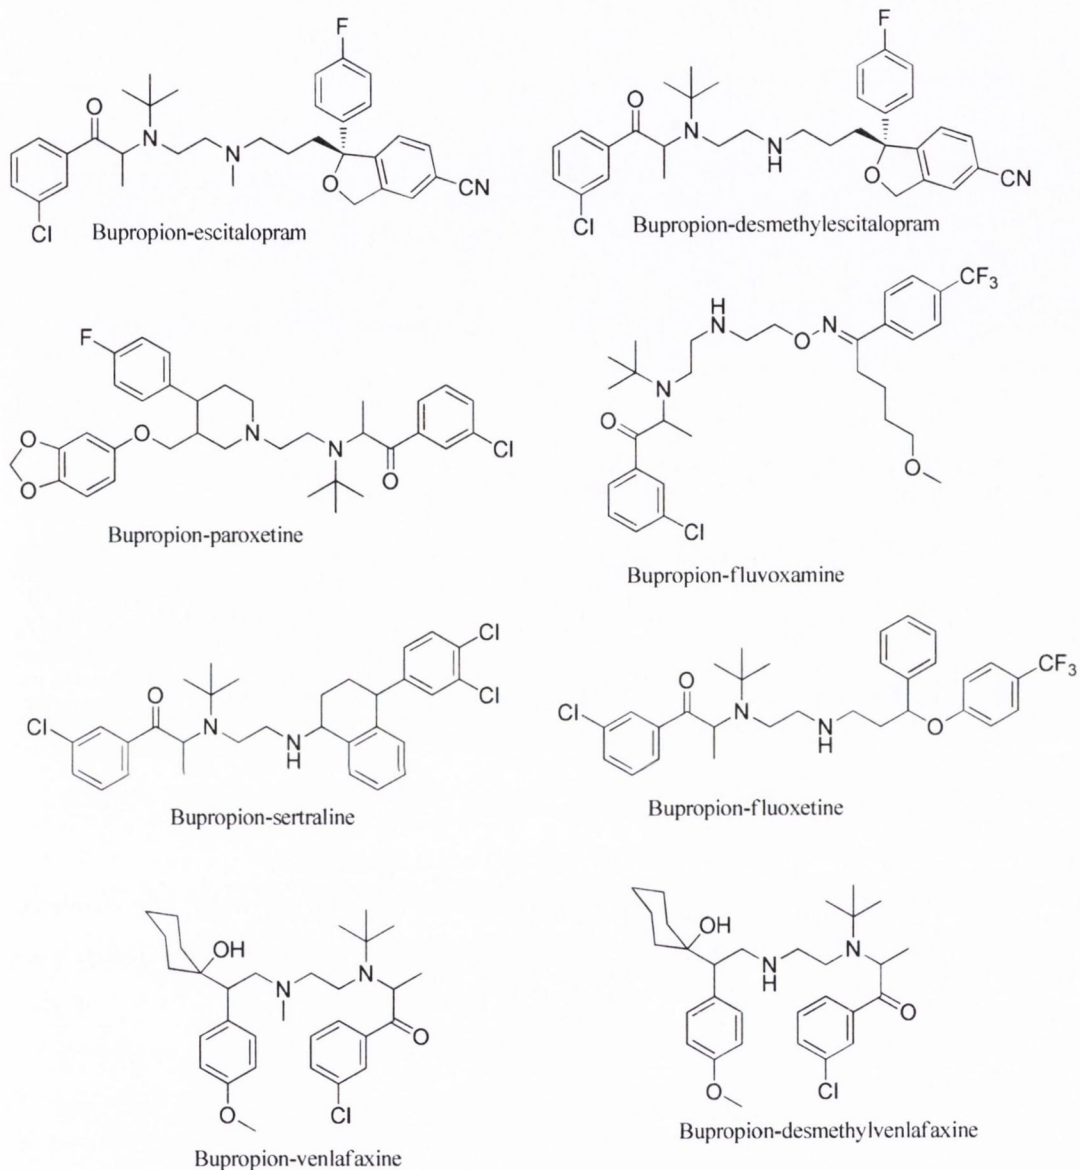 F
O
N
N
O
CN
Cl
Bupropion-escitalopram
F
O
N
N
H
O
CN
Cl
Bupropion-desmethylescitalopram
F
O
O
O
N
N
O
Cl
Bupropion-paroxetine
H
N
O
N
CF3
N
O
O
Cl
Bupropion-fluvoxamine
Cl
Cl
O
Cl
N
N
H
Bupropion-sertraline
CF3
O
Cl
N
N
H
O
Bupropion-fluoxetine
OH
N
N
O
O
Cl
Bupropion-venlafaxine
OH
N
N
H
O
O
Cl
Bupropion-desmethylvenlafaxine